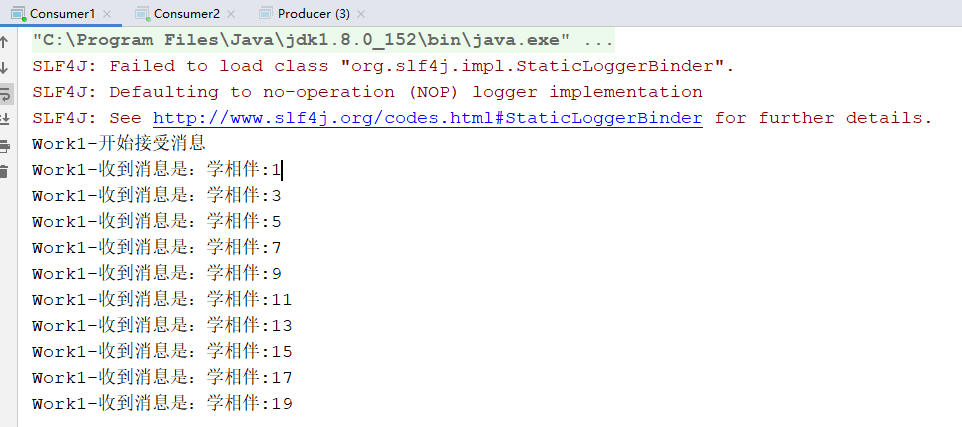 Consumer1 × Consumer2 × Producer (3) ×
"C:\Program Files\Java\jdk1.8.0_152\bin\java.exe" ...
SLF4J: Failed to load class "org.slf4j.impl.StaticLoggerBinder".
SLF4J: Defaulting to no-operation (NOP) logger implementation
SLF4J: See http://www.slf4j.org/codes.html#StaticLoggerBinder for further details.
Work1-开始接受消息
Work1-收到消息是：学相伴:1
Work1-收到消息是：学相伴:3
Work1-收到消息是：学相伴:5
Work1-收到消息是：学相伴:7
Work1-收到消息是：学相伴:9
Work1-收到消息是：学相伴:11
Work1-收到消息是：学相伴:13
Work1-收到消息是：学相伴:15
Work1-收到消息是：学相伴:17
Work1-收到消息是：学相伴:19